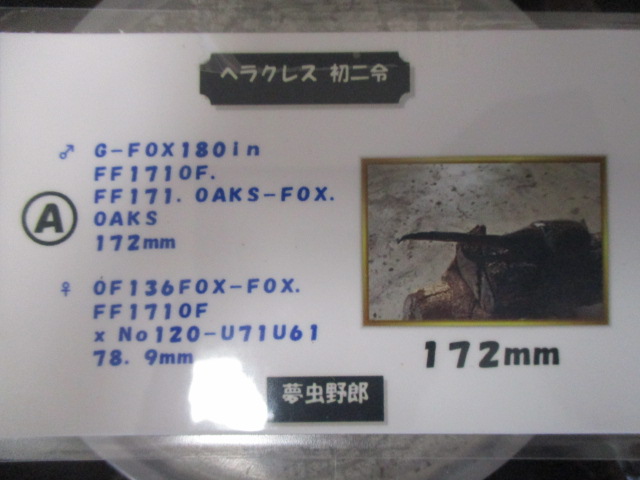 ヘラクレス 初二令
♂ G-FOX180in
FF1710F.
FF171. OAKS-FOX.
OAKS
172mm
A
♀ OF136FOX-FOX.
FF1710F
x No120-U71U61
78. 9mm
172mm
夢虫野郎